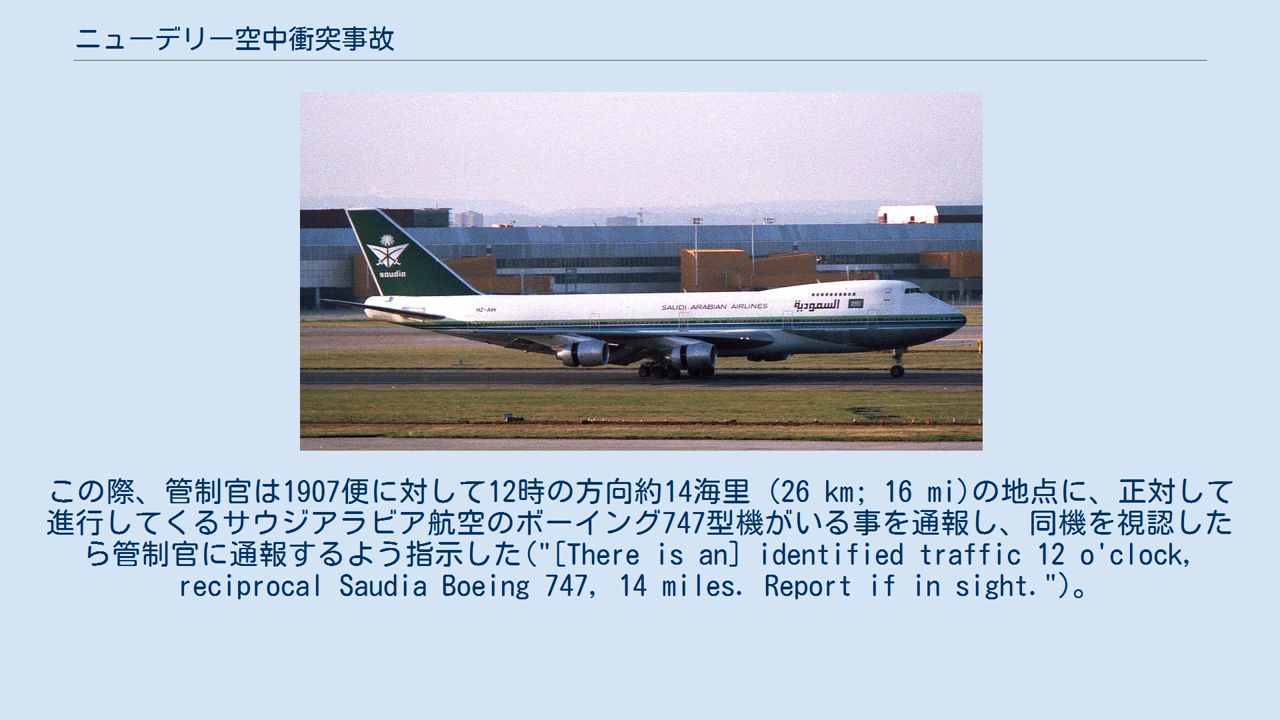 ニューデリー空中衝突事故
saudia
HZ-AIH
SAUDI ARABIAN AIRLINES
السعودية
この際、管制官は1907便に対して12時の方向約14海里 (26 km; 16 mi)の地点に、正対して
進行してくるサウジアラビア航空のボーイング747型機がいる事を通報し、同機を視認した
ら管制官に通報するよう指示した("[There is an] identified traffic 12 o'clock,
reciprocal Saudia Boeing 747, 14 miles. Report if in sight.")。